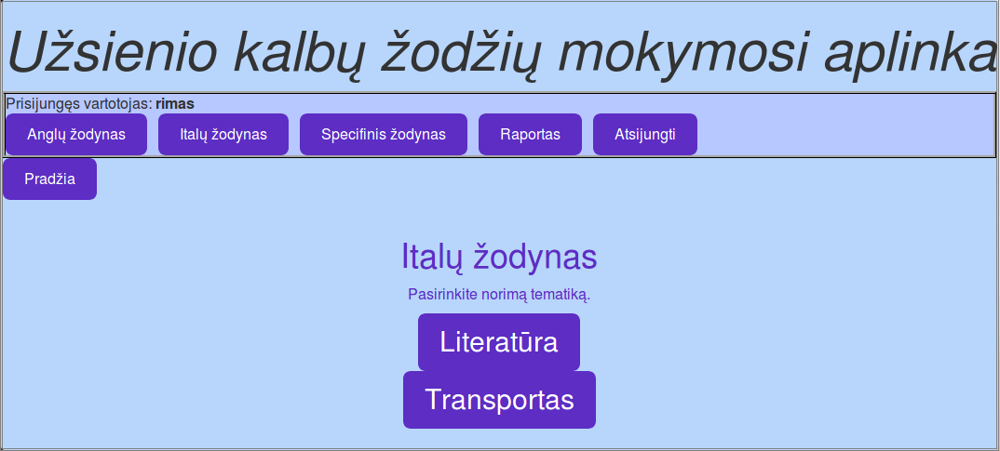 Užsienio kalbų žodžių mokymosi aplinka
Prisijungęs vartotojas: rimas
Anglų žodynas Italų žodynas Specifinis žodynas Raportas Atsijungti
Pradžia
Italų žodynas
Pasirinkite norimą tematiką.
Literatūra
Transportas